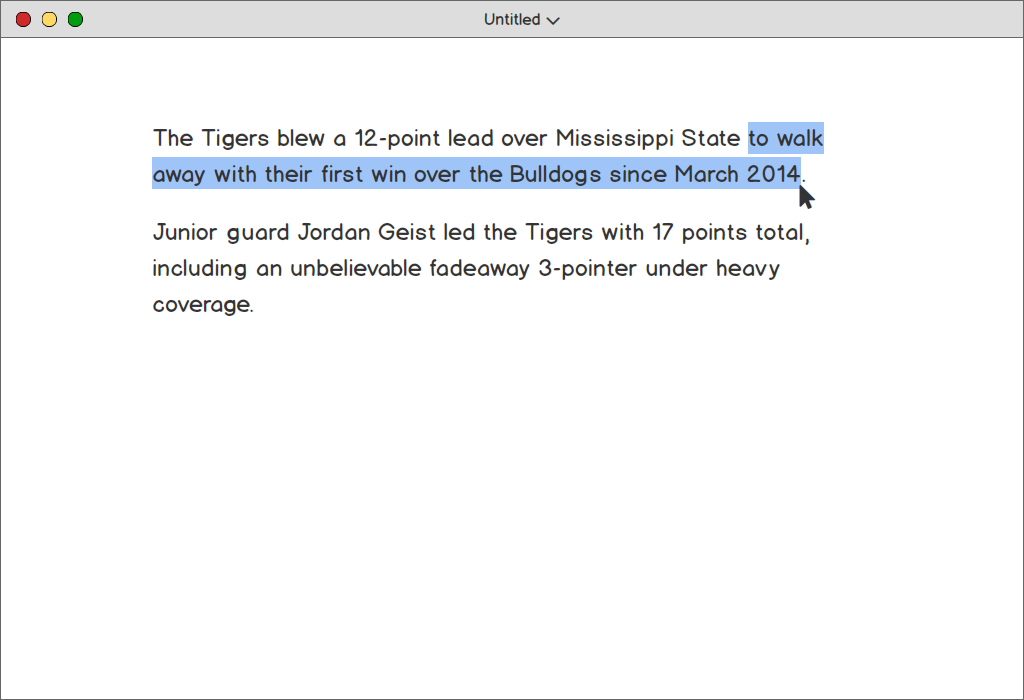 Untitled
The Tigers blew a 12-point lead over Mississippi State to walk
away with their first win over the Bulldogs since March 2014.
Junior guard Jordan Geist led the Tigers with 17 points total,
including an unbelievable fadeaway 3-pointer under heavy
coverage.